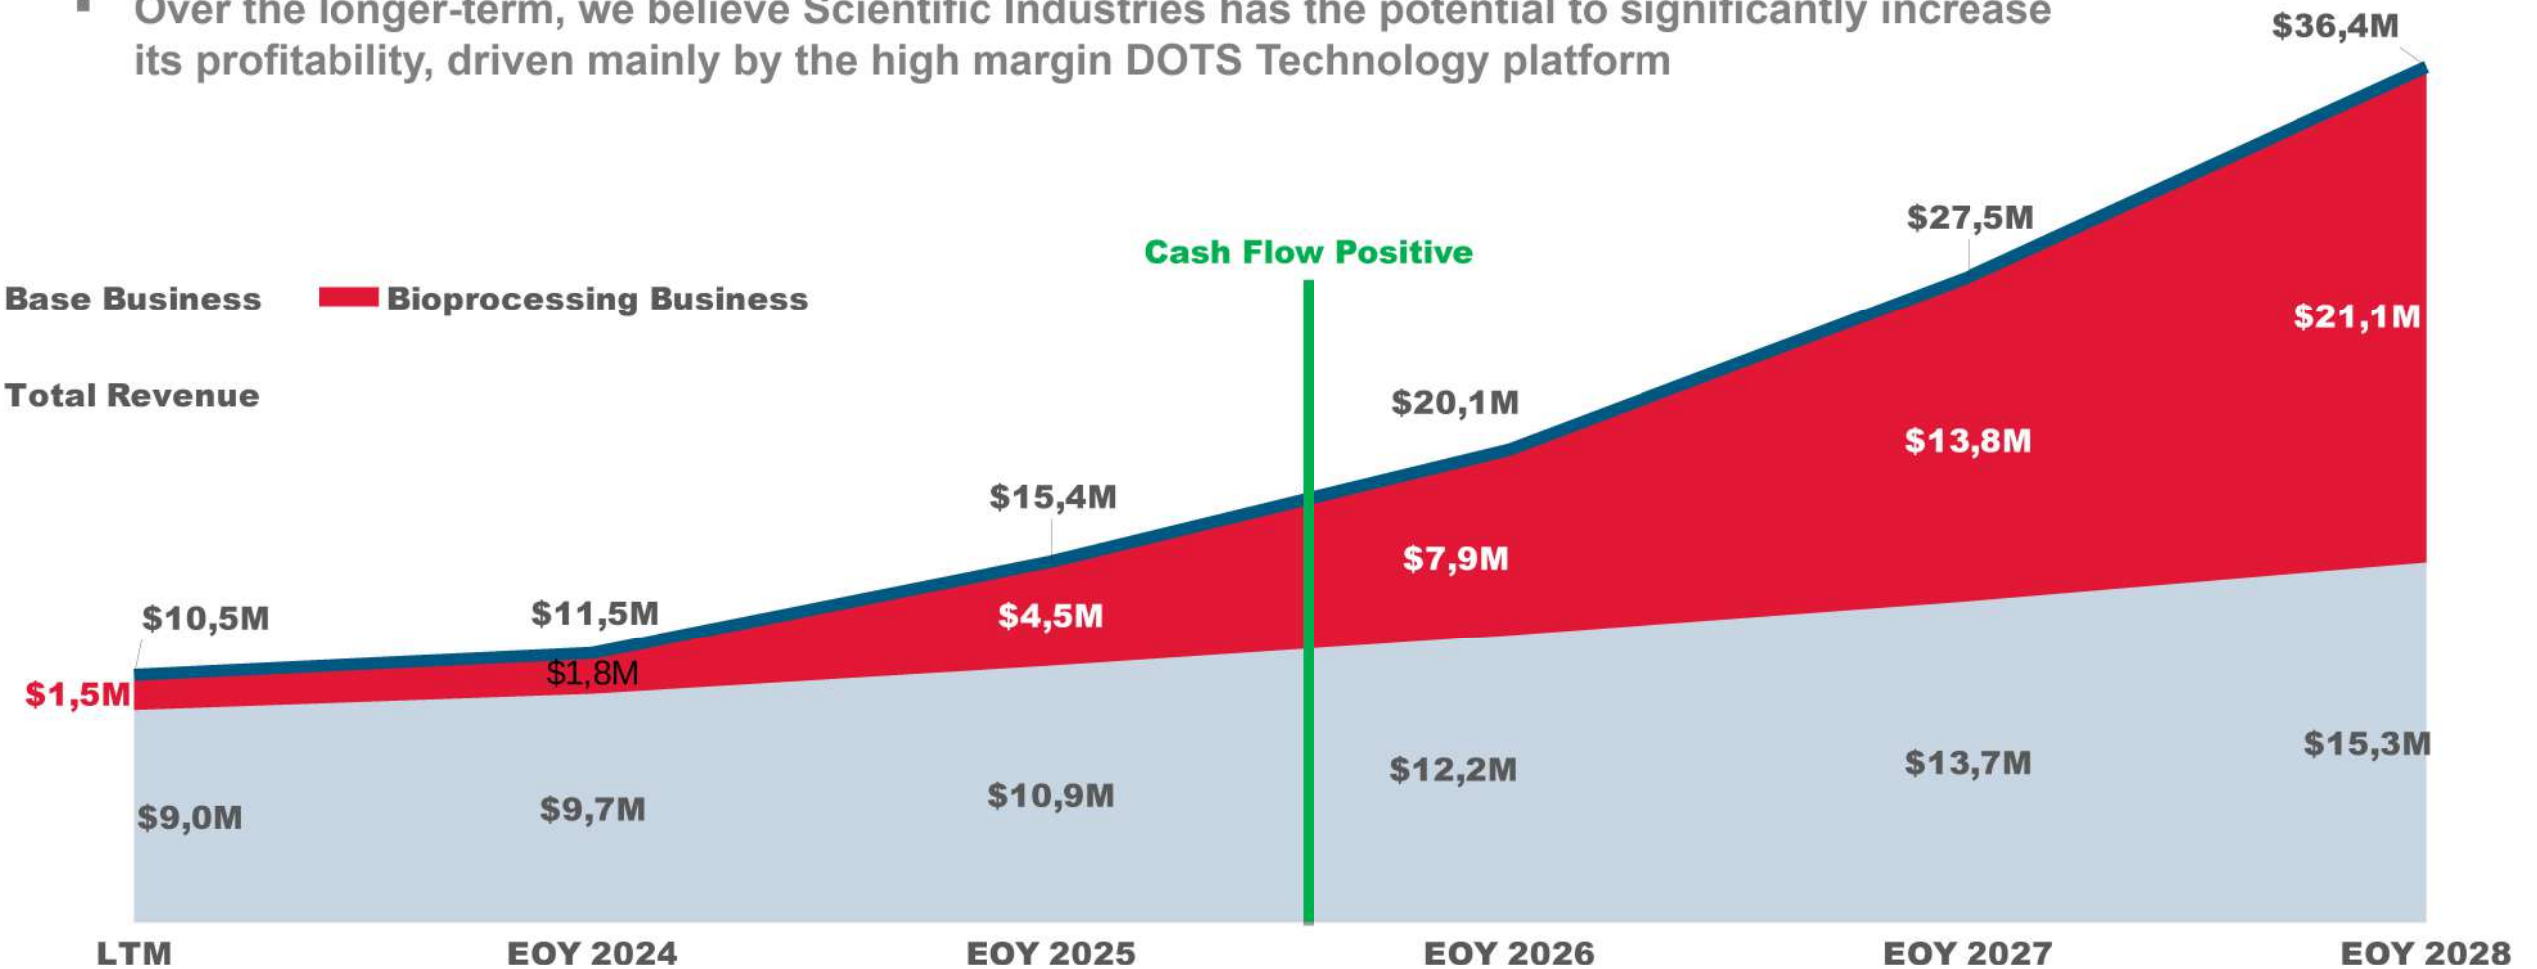 ▪ Over the longer-term, we believe Scientific Industries has the potential to significantly increase
its profitability, driven mainly by the high margin DOTS Technology platform
$36,4M
$27,5M
Cash Flow Positive
Base Business
Bioprocessing Business
$21,1M
Total Revenue
$20,1M
$13,8M
$15,4M
$7,9M
$10,5M
$11,5M
$4,5M
$1,8M
$1,5M
$15,3M
$12,2M
$13,7M
$10,9M
$9,7M
$9,0M
LTM
EOY 2024
EOY 2025
EOY 2026
EOY 2027
EOY 2028